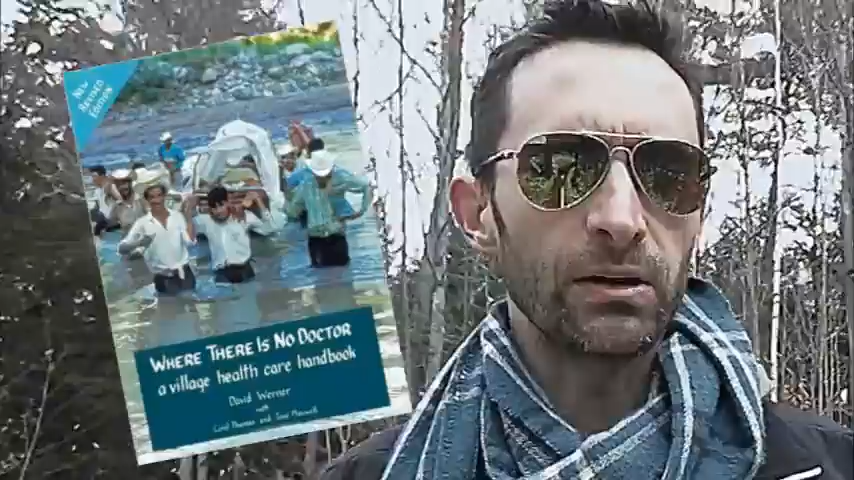 NEW
REVISED
EDITION
WHERE THERE IS NO DOCTOR
a village health care handbook
David Werner
with
Carol Thuman and Jane Maxwell